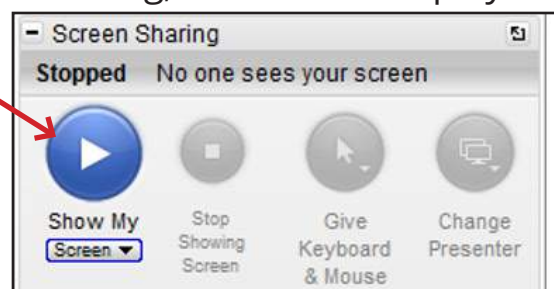 Screen Sharing
Stopped No one sees your screen
Show My
Screen
Stop
Showing
Screen
Give
Keyboard
& Mouse
Change
Presenter